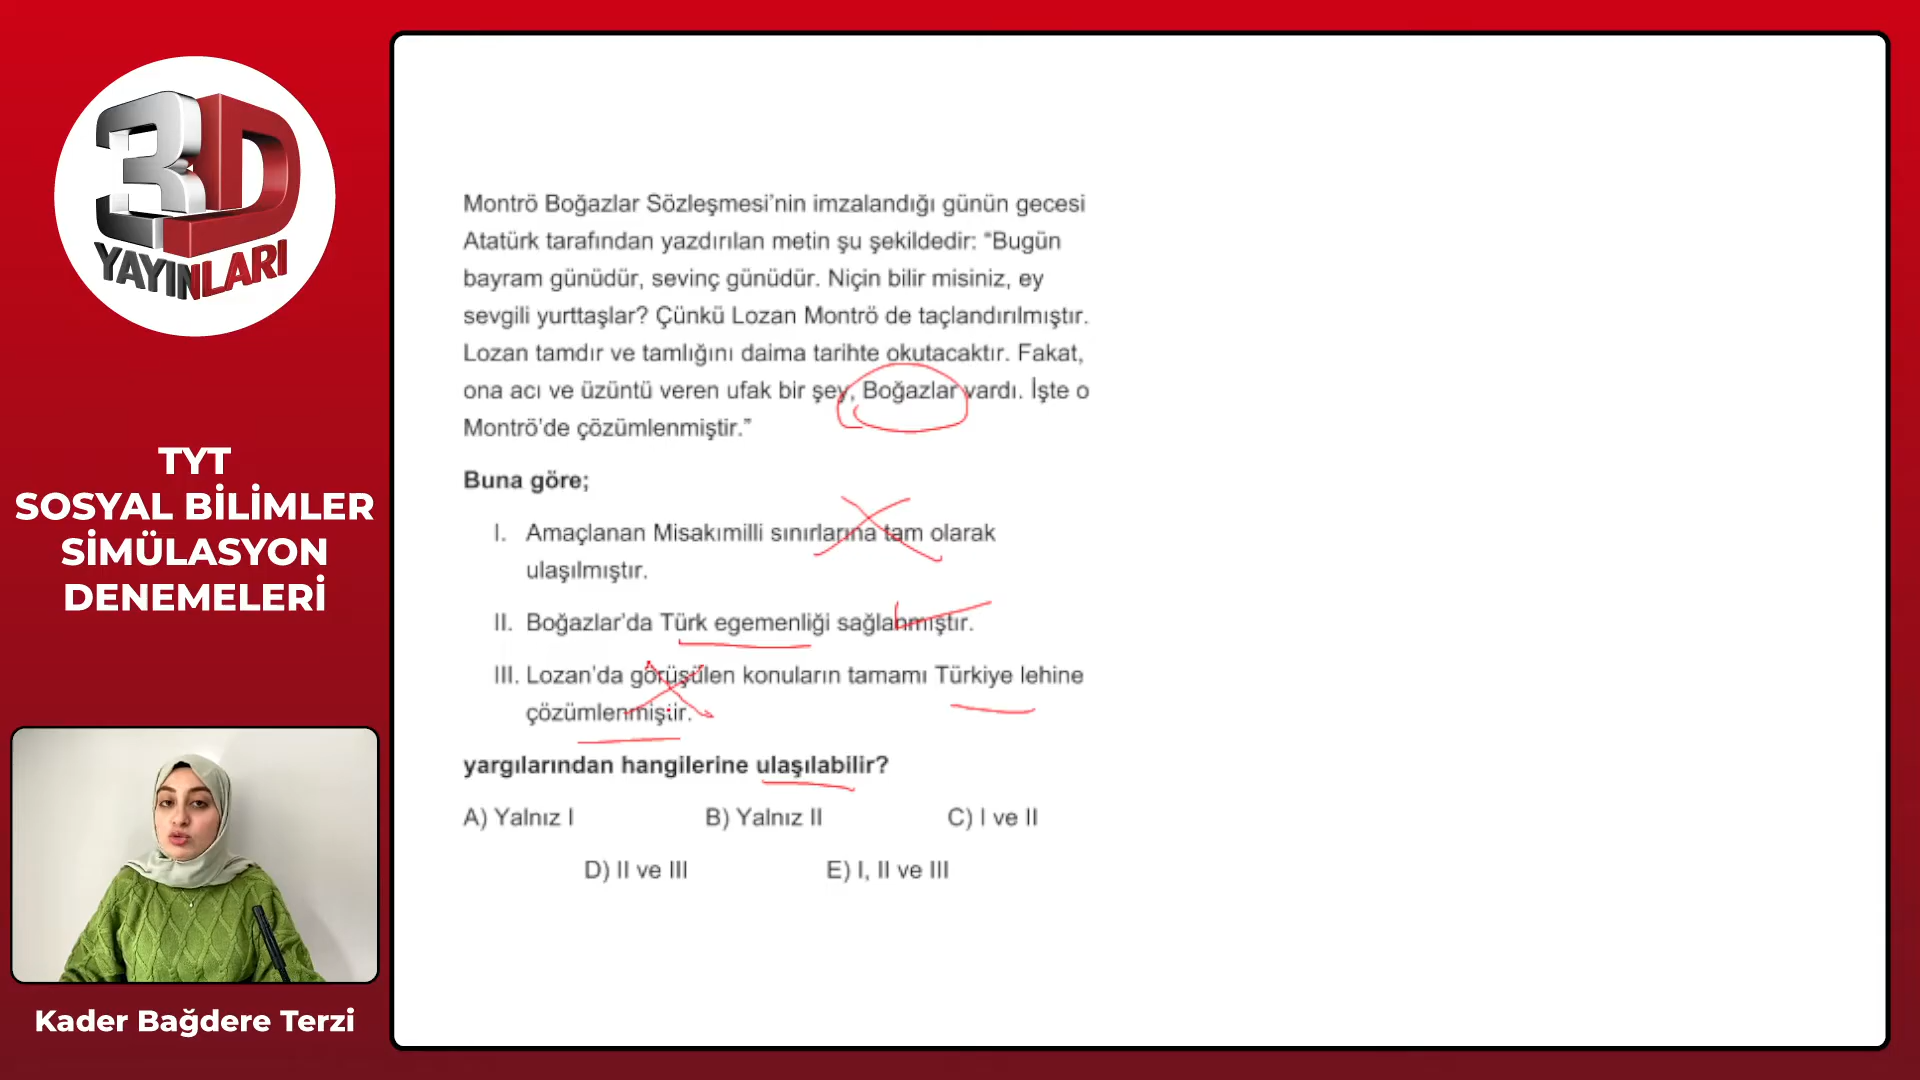 3D
YAYINLARI
TYT
SOSYAL BİLİMLER
SİMÜLASYON
DENEMELERİ
Kader Bağdere Terzi
Montrö Boğazlar Sözleşmesi’nin imzalandığı günün gecesi
Atatürk tarafından yazdırılan metin şu şekildedir: “Bugün
bayram günüdür, sevinç günüdür. Niçin bilir misiniz, ey
sevgili yurttaşlar? Çünkü Lozan Montrö de taçlandırılmıştır.
Lozan tamdır ve tamlığını daima tarihte okutacaktır. Fakat,
ona acı ve üzüntü veren ufak bir şey, Boğazlar vardı. İşte o
Montrö’de çözümlenmiştir.”
Buna göre;
I. Amaçlanan Misakımilli sınırlarına tam olarak
ulaşılmıştır.
II. Boğazlar’da Türk egemenliği sağlanmıştır.
III. Lozan’da görüşülen konuların tamamı Türkiye lehine
çözümlenmiştir.
yargılarından hangilerine ulaşılabilir?
A) Yalnız I B) Yalnız II C) I ve II
D) II ve III E) I, II ve III